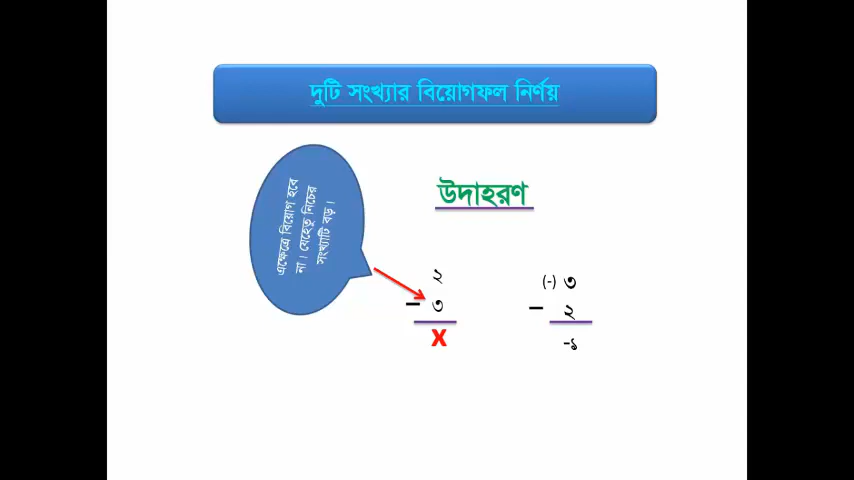 দুটি সংখ্যার বিয়োগফল নির্ণয়
উদাহরণ
এক্ষেত্রে বিয়োগ হবে
না। যেহেতু নিচের
সংখ্যাটি বড়।
২
− ৩
X
(-) ৩
− ২
-১